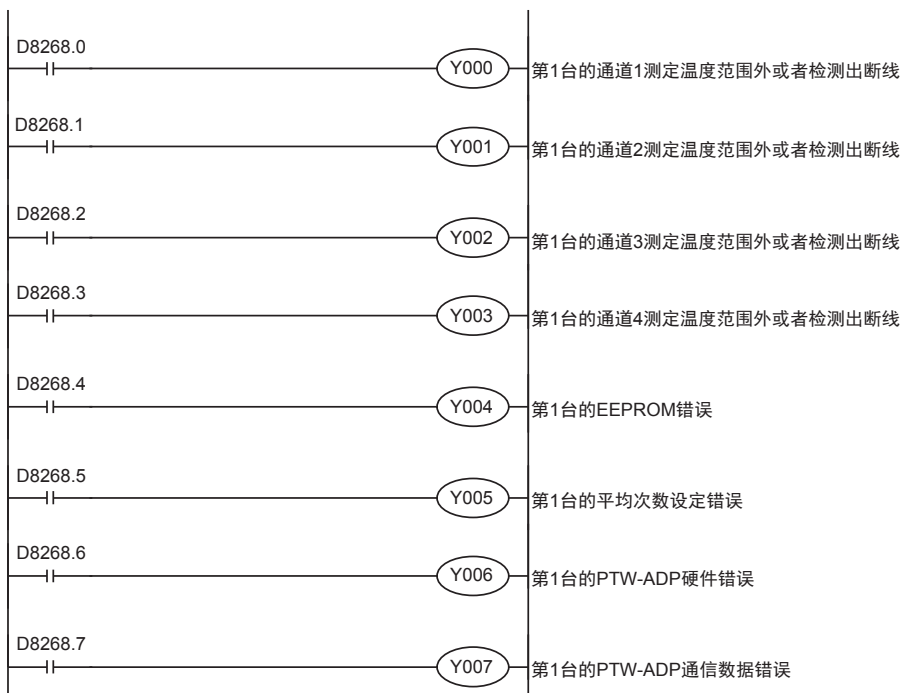 D8268.0
Y000 第1台的通道1测定温度范围外或者检测出断线
D8268.1
Y001 第1台的通道2测定温度范围外或者检测出断线
D8268.2
Y002 第1台的通道3测定温度范围外或者检测出断线
D8268.3
Y003 第1台的通道4测定温度范围外或者检测出断线
D8268.4
Y004 第1台的EEPROM错误
D8268.5
Y005 第1台的平均次数设定错误
D8268.6
Y006 第1台的PTW-ADP硬件错误
D8268.7
Y007 第1台的PTW-ADP通信数据错误